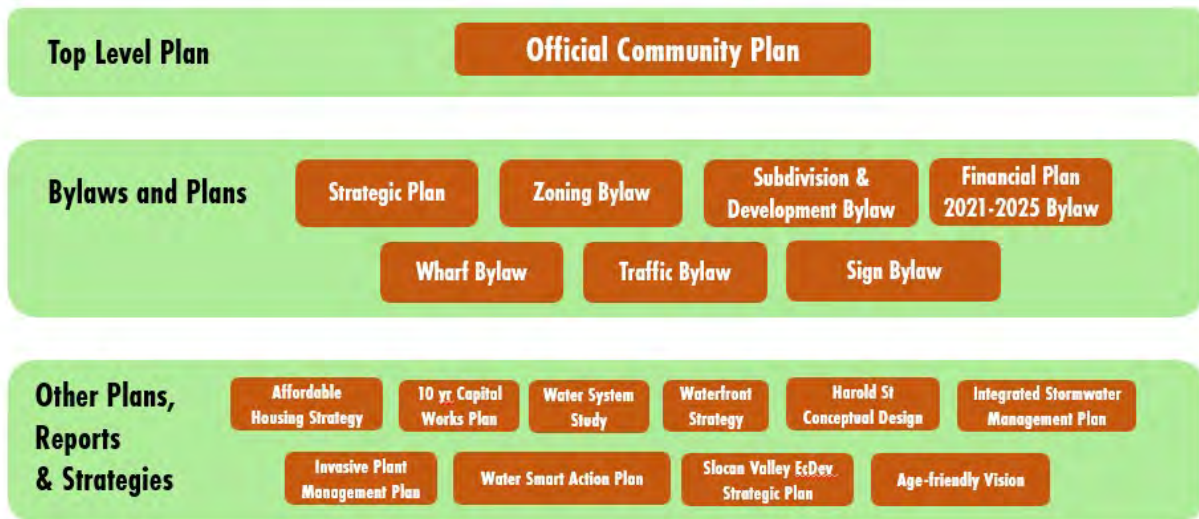 Top Level Plan
Official Community Plan
Bylaws and Plans
Strategic Plan
Zoning Bylaw
Subdivision &
Development Bylaw
Financial Plan
2021-2025 Bylaw
Wharf Bylaw
Traffic Bylaw
Sign Bylaw
Other Plans,
Reports
& Strategies
Affordable
Housing Strategy
10 yr Capital
Works Plan
Water System
Study
Waterfront
Strategy
Harold St
Conceptual Design
Integrated Stormwater
Management Plan
Invasive Plant
Management Plan
Water Smart Action Plan
Slocan Valley EcDev
Strategic Plan
Age-friendly Vision